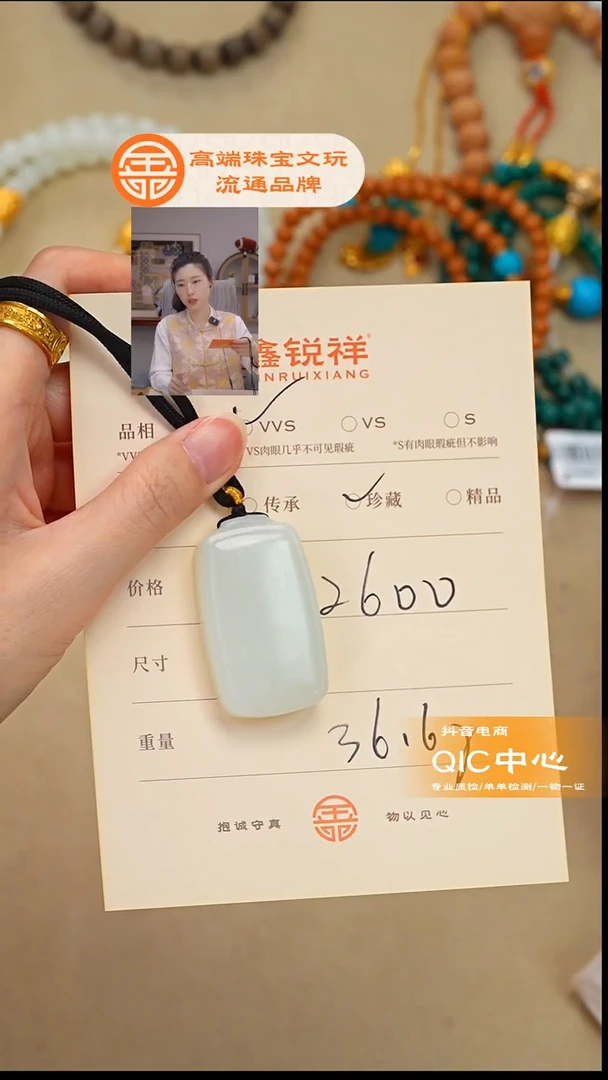 高端珠宝文玩
流通品牌
鑫锐祥
NRUIXIANG
品相 VVS VS S
VS肉眼几乎不可见瑕疵 *S有肉眼瑕疵但不影响
传承 珍藏 精品
价格 2600
尺寸
重量 36.6g
抖音电商
QIC中心
专业质检/单单检测/一物一证
抱诚守真 物以见心